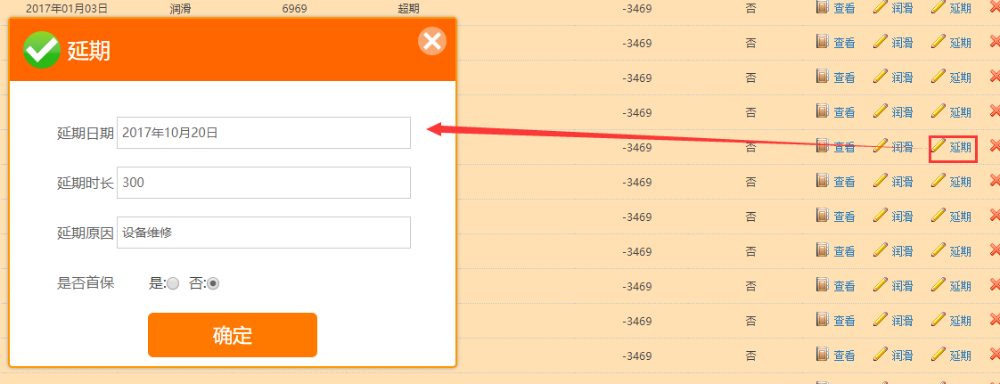 2017年01月03日 润滑 6969 超期 -3469 否 查看 润滑 延期
延期
-3469 否 查看 润滑 延期
-3469 否 查看 润滑 延期
-3469 否 查看 润滑 延期
延期日期 2017年10月20日
-3469 否 查看 润滑 延期
延期时长 300
-3469 否 查看 润滑 延期
-3469 否 查看 润滑 延期
延期原因 设备维修
-3469 否 查看 润滑 延期
是否首保 是: 否:
-3469 否 查看 润滑 延期
-3469 否 查看 润滑 延期
确定
-3469 否 查看 润滑 延期